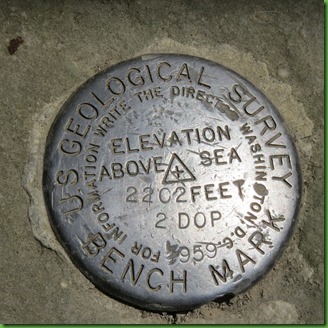 U·S GEOLOGICAL SURVEY
FOR INFORMATION WRITE THE DIRECTOR WASHINGTON, D.C.
ELEVATION
ABOVE SEA
2202 FEET
2 DOP
1959
BENCH MARK